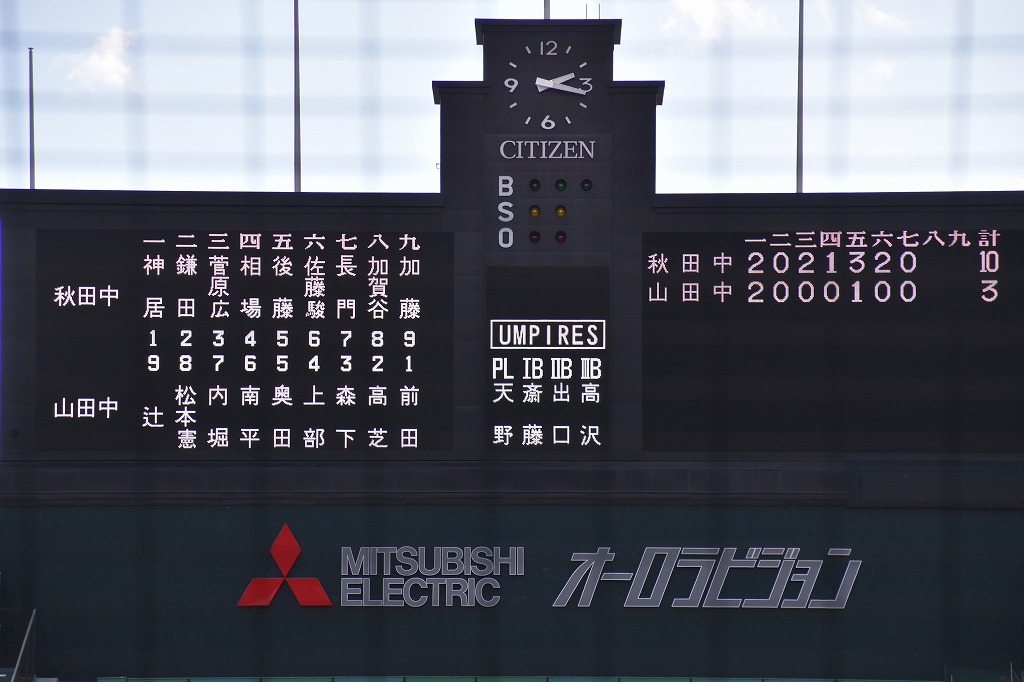 12
9 3
6
CITIZEN
B
S
O
一 二 三 四 五 六 七 八 九
秋田中 神居 鎌田 菅原広 相場 後藤 佐藤駿 長門 加賀谷 加藤
1 2 3 4 5 6 7 8 9
9 8 7 6 5 4 3 2 1
山田中 辻 松本憲 内堀 南平 奥田 上部 森下 高芝 前田
UMPIRES
PL IB IIB IIIB
天野 斎藤 出口 高沢
一 二 三 四 五 六 七 八 九 計
秋田中 2 0 2 1 3 2 0 10
山田中 2 0 0 0 1 0 0 3
MITSUBISHI
ELECTRIC
オーロラビジョン